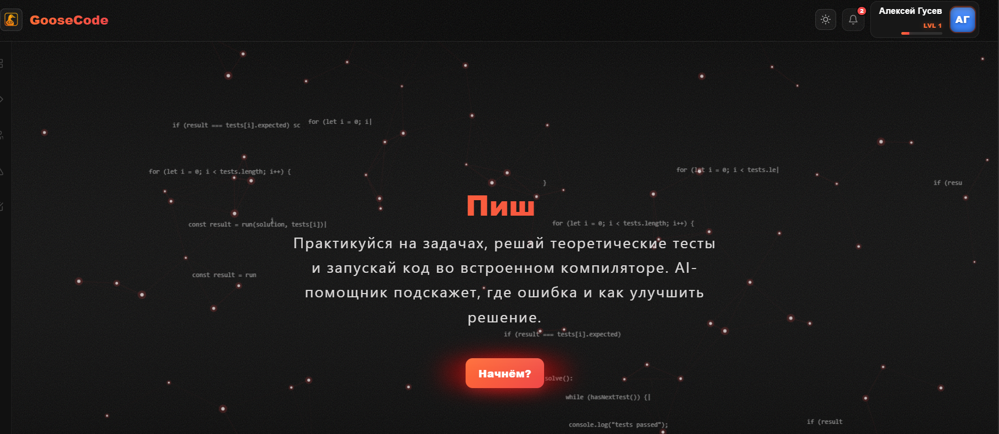 GooseCode
2
Алексей Гусев
LVL 1
АГ
if (result === tests[i].expected) sc
for (let i = 0; i|
for (let i = 0; i < tests.length; i++) {
for (let i = 0; i < tests.le|
}
if (resu
Пиш
i
const result = run(solution, tests[i])|
for (let i = 0; i < tests.length; i++) {
Практикуйся на задачах, решай теоретические тесты
и запускай код во встроенном компиляторе. AI-
помощник подскажет, где ошибка и как улучшить
решение.
const result = run
if (result === tests[i].expected)
Начнём?
solve():
while (hasNextTest()) {|
if (result
console.log("tests passed");